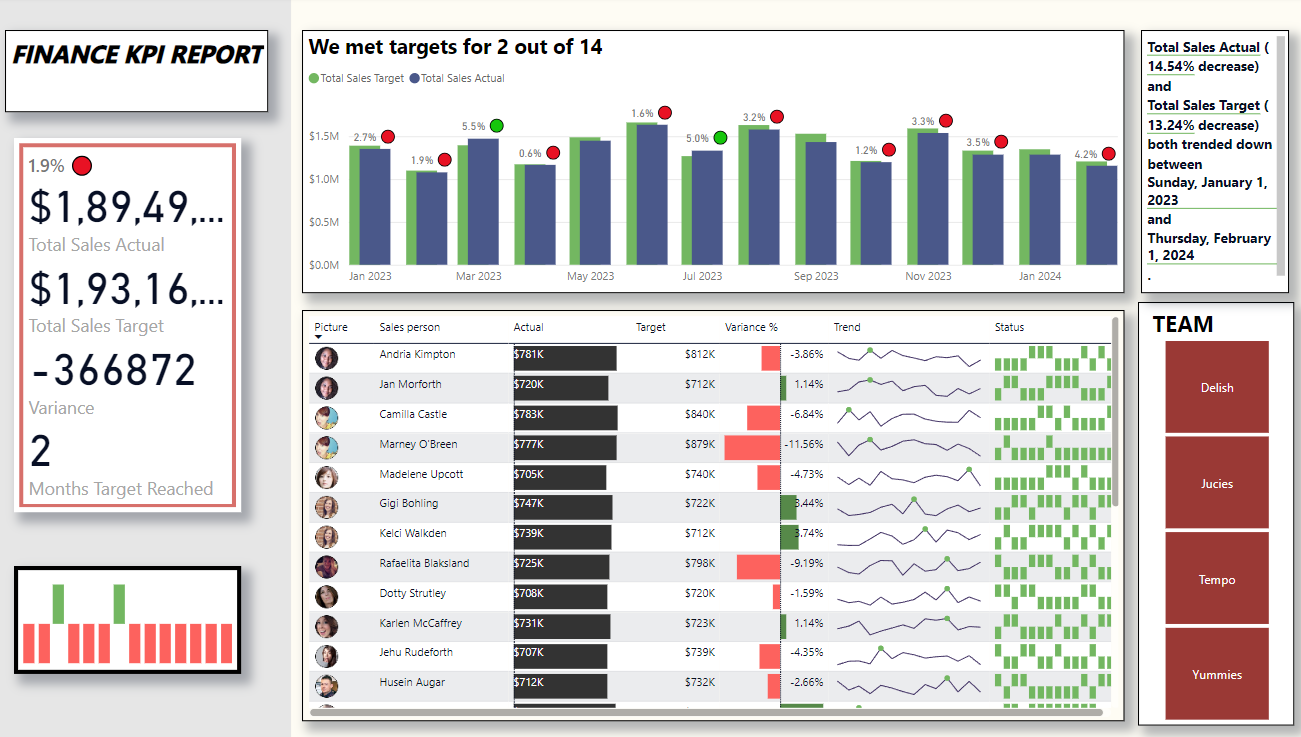 FINANCE KPI REPORT
1.9%
$1,89,49,...
Total Sales Actual
$1,93,16,...
Total Sales Target
-366872
Variance
2
Months Target Reached
We met targets for 2 out of 14
Total Sales Target Total Sales Actual
$1.5M
$1.0M
$0.5M
$0.0M
2.7%
1.9%
5.5%
0.6%
1.6%
5.0%
3.2%
1.2%
3.3%
3.5%
4.2%
Jan 2023 Mar 2023 May 2023 Jul 2023 Sep 2023 Nov 2023 Jan 2024
Total Sales Actual (
14.54% decrease)
and
Total Sales Target (
13.24% decrease)
both trended down
between
Sunday, January 1,
2023
and
Thursday, February
1, 2024
.
Picture Sales person Actual Target Variance % Trend Status
Andria Kimpton $781K $812K -3.86%
Jan Morforth $720K $712K 1.14%
Camilla Castle $783K $840K -6.84%
Marney O'Breen $777K $879K -11.56%
Madelene Upcott $705K $740K -4.73%
Gigi Bohling $747K $722K 3.44%
Kelci Walkden $739K $712K 3.74%
Rafaelita Blaksland $725K $798K -9.19%
Dotty Strutley $708K $720K -1.59%
Karlen McCaffrey $731K $723K 1.14%
Jehu Rudeforth $707K $739K -4.35%
Husein Augar $712K $732K -2.66%
TEAM
Delish
Jucies
Tempo
Yummies